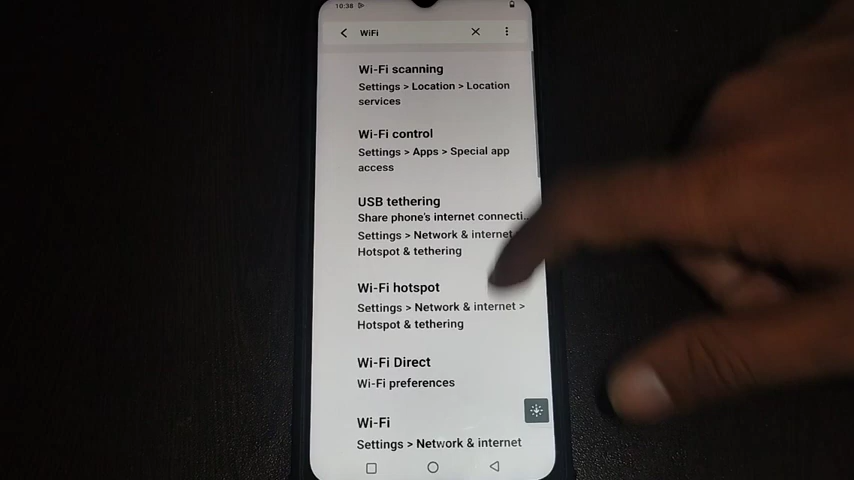 10:38
WiFi
Wi-Fi scanning
Settings > Location > Location
services
Wi-Fi control
Settings > Apps > Special app
access
USB tethering
Share phone's internet connecti..
Settings > Network & internet
Hotspot & tethering
Wi-Fi hotspot
Settings > Network & internet >
Hotspot & tethering
Wi-Fi Direct
Wi-Fi preferences
Wi-Fi
Settings > Network & internet